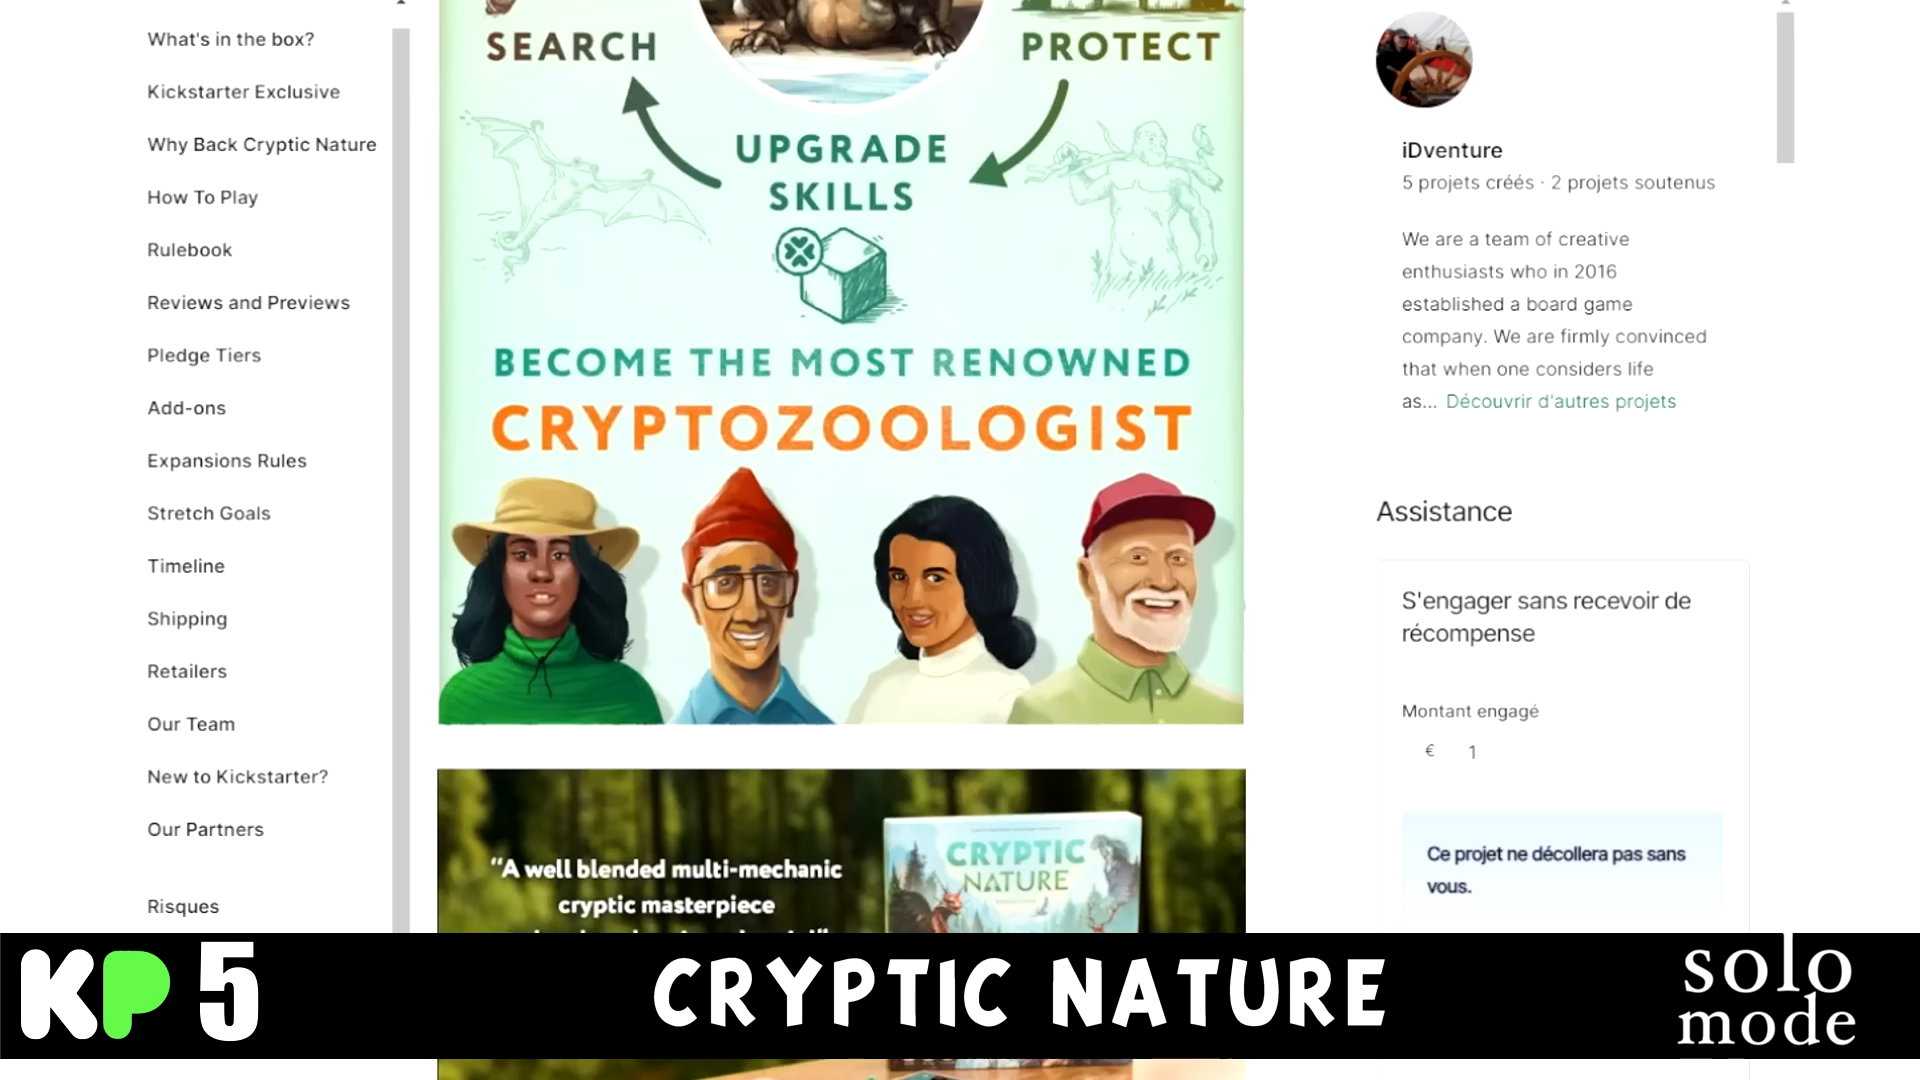 What's in the box?
Kickstarter Exclusive
Why Back Cryptic Nature
How To Play
Rulebook
Reviews and Previews
Pledge Tiers
Add-ons
Expansions Rules
Stretch Goals
Timeline
Shipping
Retailers
Our Team
New to Kickstarter?
Our Partners
Risques
SEARCH
PROTECT
UPGRADE
SKILLS
BECOME THE MOST RENOWNED
CRYPTOZOOLOGIST
"A well blended multi-mechanic
cryptic masterpiece
CRYPTIC
NATURE
iDventure
5 projets créés · 2 projets soutenus
We are a team of creative
enthusiasts who in 2016
established a board game
company. We are firmly convinced
that when one considers life
as... Découvrir d'autres projets
Assistance
S'engager sans recevoir de
récompense
Montant engagé
€ 1
Ce projet ne décollera pas sans
vous.
KP 5
CRYPTIC NATURE
solo
mode